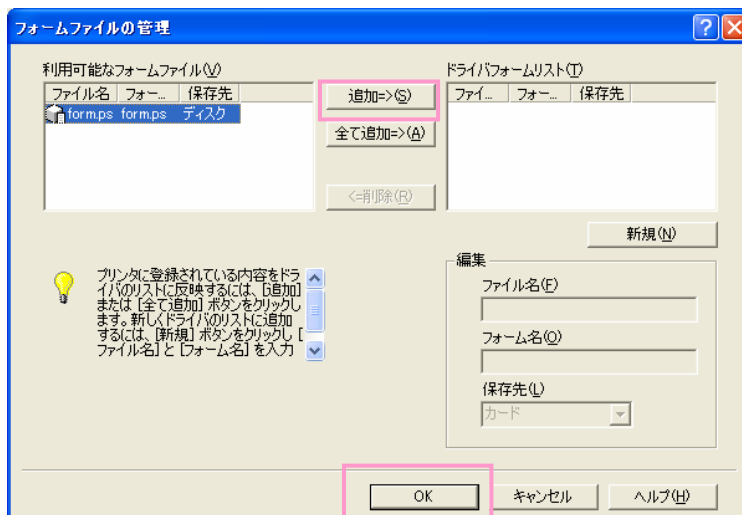 フォームファイルの管理
利用可能なフォームファイル(V)
ファイル名 フォー... 保存先
form.ps form.ps ディスク
追加=>(S)
全て追加=>(A)
<=削除(R)
ドライバフォームリスト(T)
ファイ... フォー... 保存先
新規(N)
プリンタに登録されている内容をドラ
イバのリストに反映するには、[追加]
または [全て追加] ボタンをクリックし
ます。新しくドライバのリストに追加
するには、[新規] ボタンをクリックし [
ファイル名] と [フォーム名] を入力
編集
ファイル名(F)
フォーム名(O)
保存先(L)
カード
OK
キャンセル
ヘルプ(H)